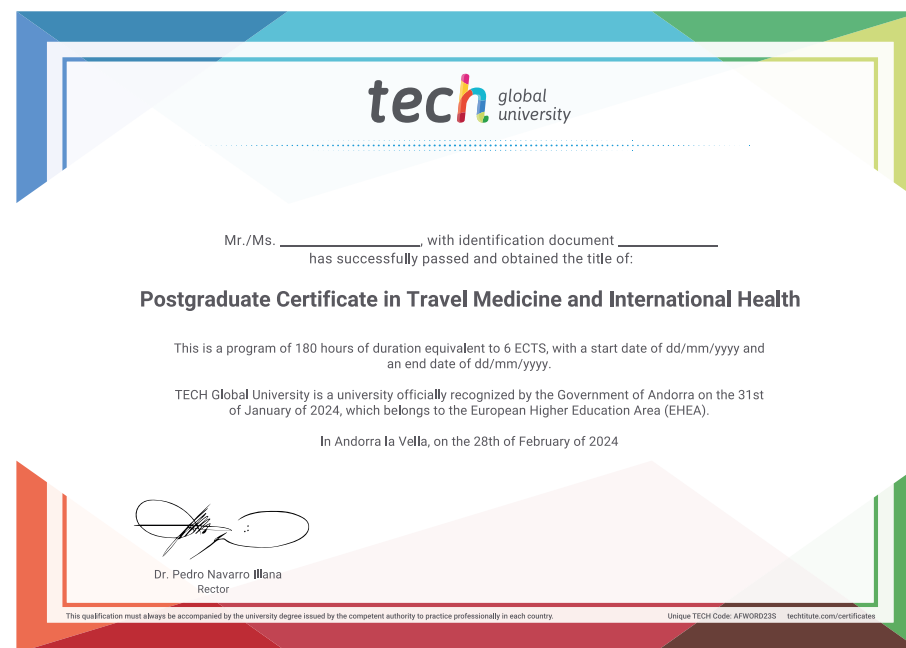 tech global university
Mr./Ms. ____________________, with identification document ______________
has successfully passed and obtained the title of:
Postgraduate Certificate in Travel Medicine and International Health
This is a program of 180 hours of duration equivalent to 6 ECTS, with a start date of dd/mm/yyyy and
an end date of dd/mm/yyyy.
TECH Global University is a university officially recognized by the Government of Andorra on the 31st
of January of 2024, which belongs to the European Higher Education Area (EHEA).
In Andorra la Vella, on the 28th of February of 2024
Dr. Pedro Navarro Illana
Rector
This qualification must always be accompanied by the university degree issued by the competent authority to practice professionally in each country.
Unique TECH Code: AFWORD23S techtitute.com/certificates